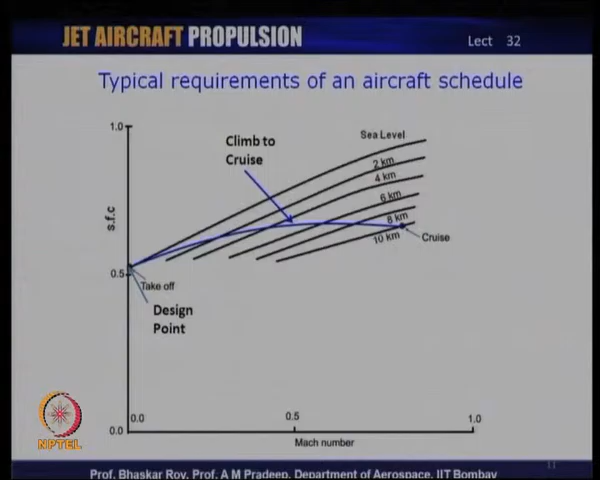 JET AIRCRAFT PROPULSION
Lect 32
Typical requirements of an aircraft schedule
1.0
Climb to
Cruise
Sea Level
2 km
4 km
6 km
8 km
10 km
Cruise
s.f.c
0.5
Take off
Design
Point
0.0
0.0
0.5
1.0
Mach number
NPTEL
11
Prof. Bhaskar Roy, Prof. A M Pradeep, Department of Aerospace, IIT Bombay